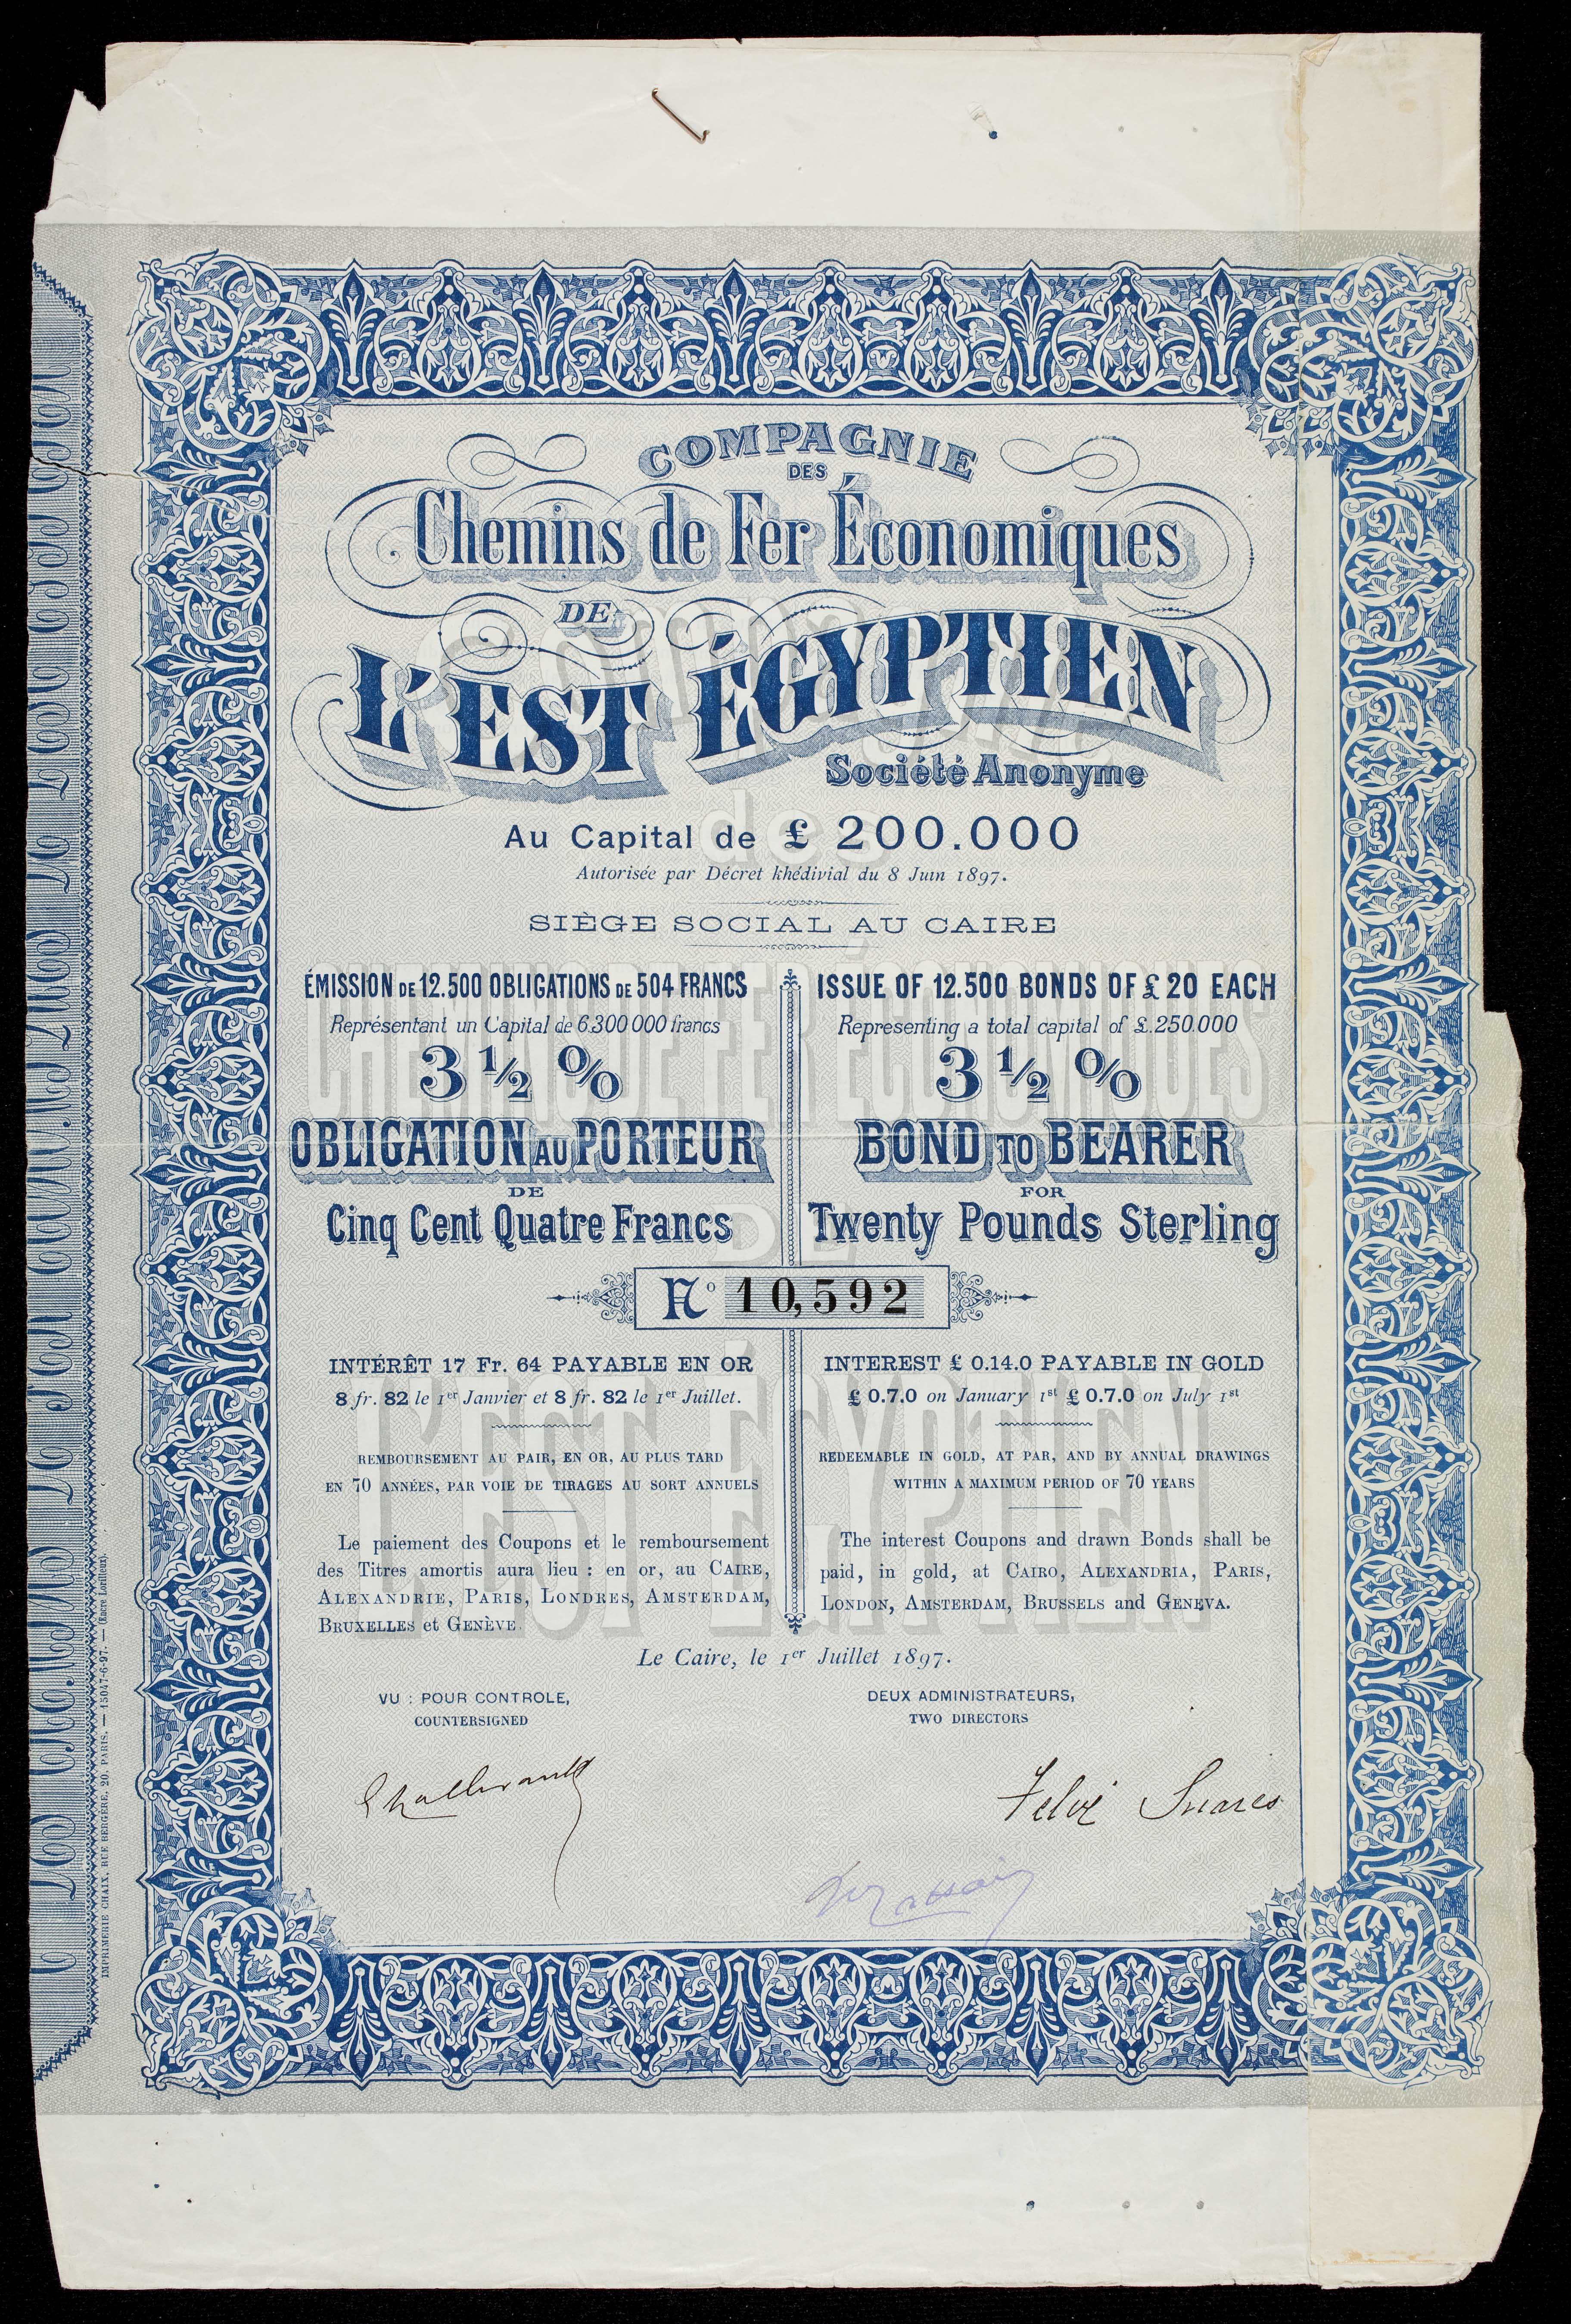 COMPAGNIE
DES
Chemins de Fer Économiques
DE
L'EST ÉGYPTIEN
Société Anonyme
Au Capital de £ 200.000
Autorisée par Décret khédivial du 8 Juin 1897.
SIÈGE SOCIAL AU CAIRE
ÉMISSION DE 12.500 OBLIGATIONS DE 504 FRANCS
Représentant un Capital de 6.300 000 francs
3 ½ %
OBLIGATION AU PORTEUR
DE
Cinq Cent Quatre Francs
ISSUE OF 12.500 BONDS OF £ 20 EACH
Representing a total capital of £.250.000
3 ½ %
BOND TO BEARER
FOR
Twenty Pounds Sterling
No 10,592
INTÉRÊT 17 Fr. 64 PAYABLE EN OR
8 fr. 82 le 1er Janvier et 8 fr. 82 le 1er Juillet.
REMBOURSEMENT AU PAIR, EN OR, AU PLUS TARD
EN 70 ANNÉES, PAR VOIE DE TIRAGES AU SORT ANNUELS
Le paiement des Coupons et le remboursement
des Titres amortis aura lieu : en or, au CAIRE,
ALEXANDRIE, PARIS, LONDRES, AMSTERDAM,
BRUXELLES et GENÈVE.
INTEREST £ 0.14.0 PAYABLE IN GOLD
£ 0.7.0 on January 1st £ 0.7.0 on July 1st
REDEEMABLE IN GOLD, AT PAR, AND BY ANNUAL DRAWINGS
WITHIN A MAXIMUM PERIOD OF 70 YEARS
The interest Coupons and drawn Bonds shall be
paid, in gold, at CAIRO, ALEXANDRIA, PARIS,
LONDON, AMSTERDAM, BRUSSELS and GENEVA.
Le Caire, le 1er Juillet 1897.
VU : POUR CONTROLE,
COUNTERSIGNED
DEUX ADMINISTRATEURS,
TWO DIRECTORS
Felix Suares
IMPRIMERIE CHAIX, RUE BERGÈRE, 20, PARIS. — 15047-6-97. — (Encre Lorilleux).
Compagnie
des
CHEMINS DE FER ÉCONOMIQUES
DE
L'EST ÉGYPTIEN